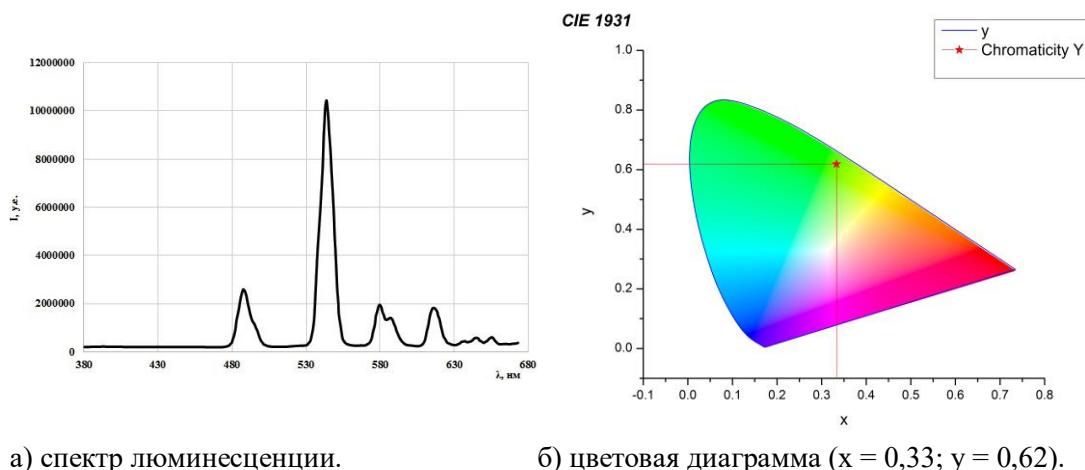 CIE 1931
y
Chromaticity Y
12000000
10000000
8000000
6000000
4000000
2000000
0
I, у.е.
380 430 480 530 580 630 680
λ, нм
1.0
0.8
0.6
0.4
0.2
0.0
y
-0.1 0.0 0.1 0.2 0.3 0.4 0.5 0.6 0.7 0.8
x
а) спектр люминесценции.
б) цветовая диаграмма (x = 0,33; y = 0,62).